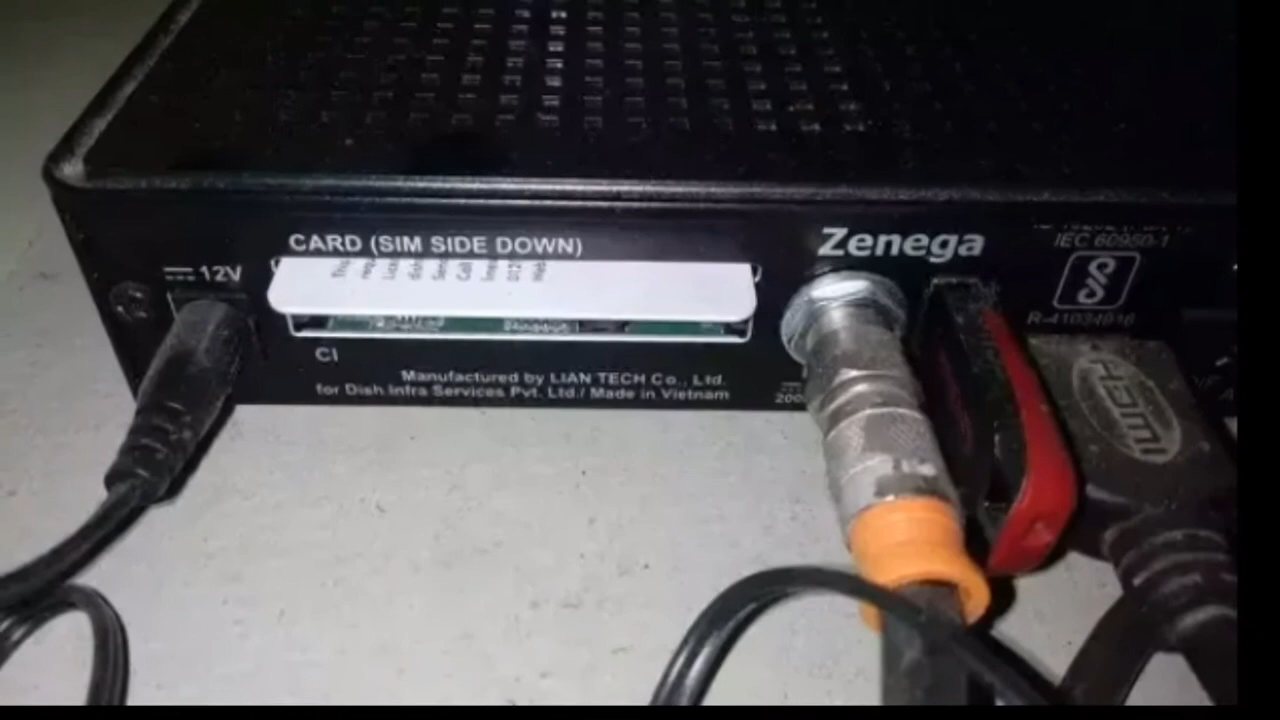 CARD (SIM SIDE DOWN)
Zenega
IEC 60950-1
12V
R-41034916
CI
Manufactured by LIAN TECH Co., Ltd.
for Dish Infra Services Pvt. Ltd./ Made in Vietnam
HDMI